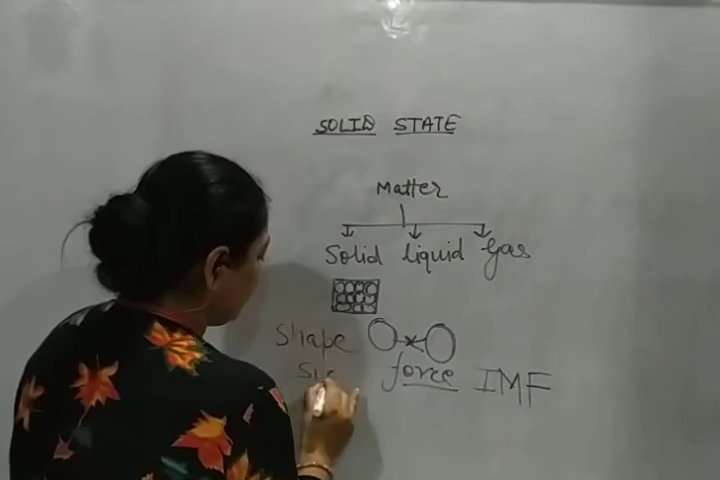 SOLID STATE
Matter
Solid liquid Gas
Shape
force IMF